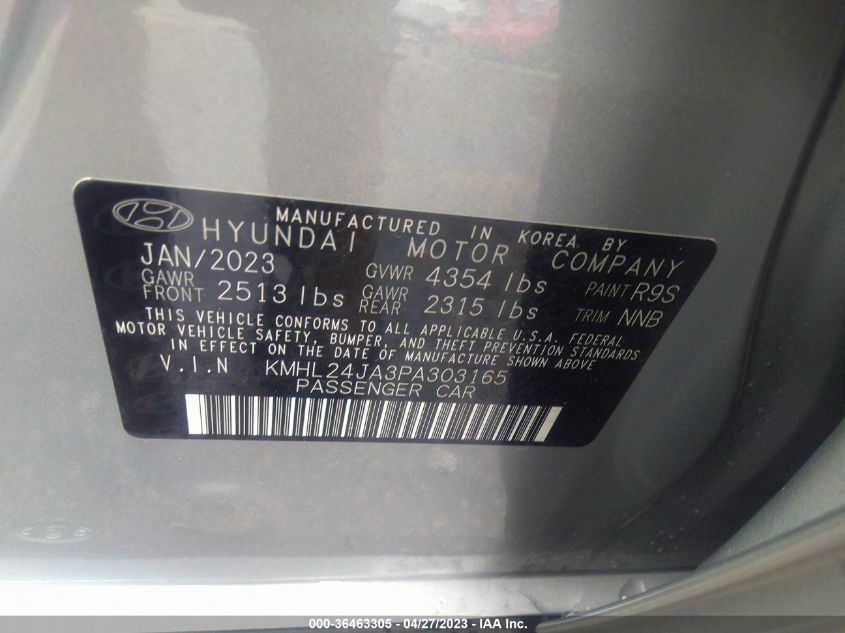 MANUFACTURED IN KOREA BY
HYUNDAI MOTOR COMPANY
JAN/2023 GVWR 4354 lbs PAINT R9S
GAWR FRONT 2513 lbs GAWR REAR 2315 lbs TRIM NNB
THIS VEHICLE CONFORMS TO ALL APPLICABLE U.S.A. FEDERAL
MOTOR VEHICLE SAFETY, BUMPER, AND THEFT PREVENTION STANDARDS
IN EFFECT ON THE DATE OF MANUFACTURE SHOWN ABOVE
V.I.N KMHL24JA3PA303165
PASSENGER CAR
000-36463305 - 04/27/2023 - IAA Inc.